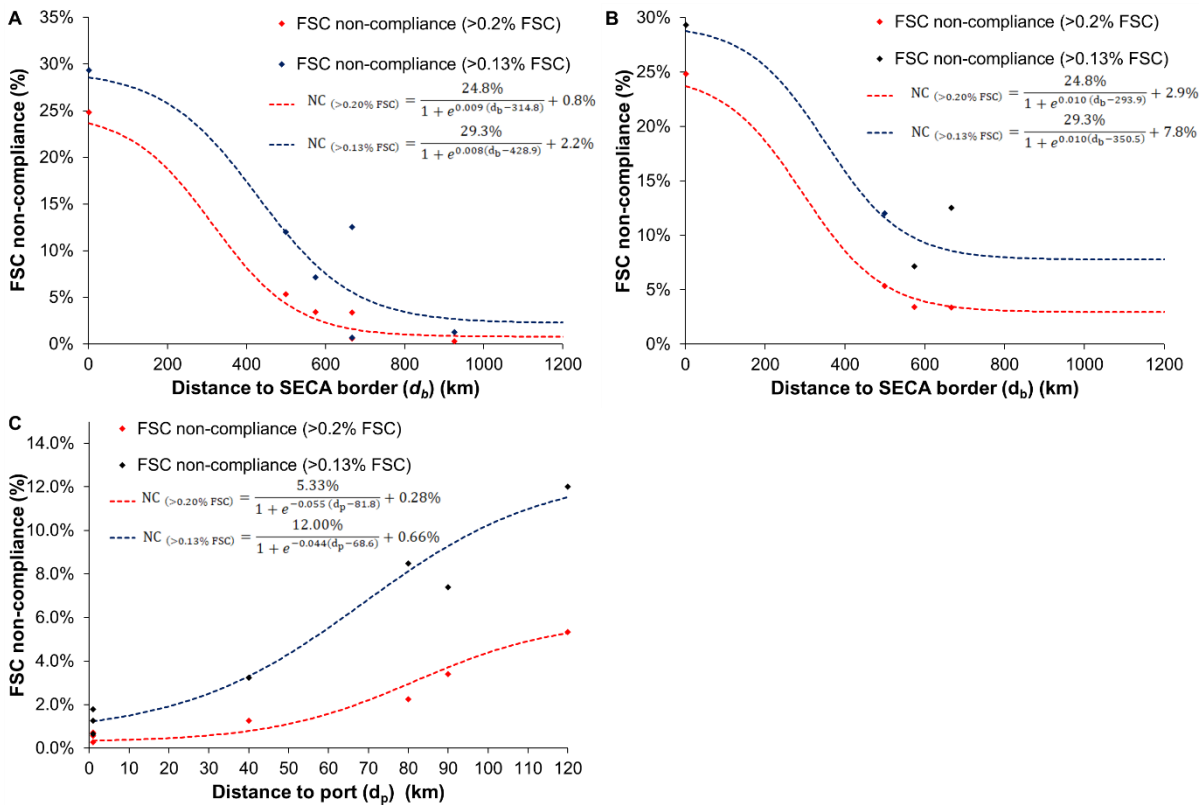 A
FSC non-compliance (%)
35%
30%
25%
20%
15%
10%
5%
0%
FSC non-compliance (>0.2% FSC)
FSC non-compliance (>0.13% FSC)
NC (>0.20% FSC) = 24.8% / 1 + e^0.009 (d_b−314.8) + 0.8%
NC (>0.13% FSC) = 29.3% / 1 + e^0.008(d_b−428.9) + 2.2%
0 200 400 600 800 1000 1200
Distance to SECA border (d_b) (km)
B
FSC non-compliance (%)
30%
25%
20%
15%
10%
5%
0%
FSC non-compliance (>0.2% FSC)
FSC non-compliance (>0.13% FSC)
NC (>0.20% FSC) = 24.8% / 1 + e^0.010 (d_b−293.9) + 2.9%
NC (>0.13% FSC) = 29.3% / 1 + e^0.010(d_b−350.5) + 7.8%
0 200 400 600 800 1000 1200
Distance to SECA border (d_b) (km)
C
FSC non-compliance (%)
14.0%
12.0%
10.0%
8.0%
6.0%
4.0%
2.0%
0.0%
FSC non-compliance (>0.2% FSC)
FSC non-compliance (>0.13% FSC)
NC (>0.20% FSC) = 5.33% / 1 + e^−0.055 (d_p−81.8) + 0.28%
NC (>0.13% FSC) = 12.00% / 1 + e^−0.044(d_p−68.6) + 0.66%
0 10 20 30 40 50 60 70 80 90 100 110 120
Distance to port (d_p) (km)